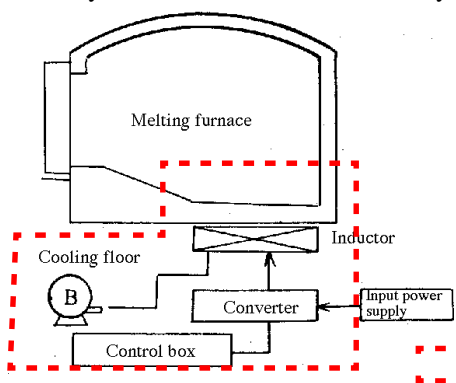 Melting furnace
Inductor
Cooling floor
B
Converter
Input power
supply
Control box